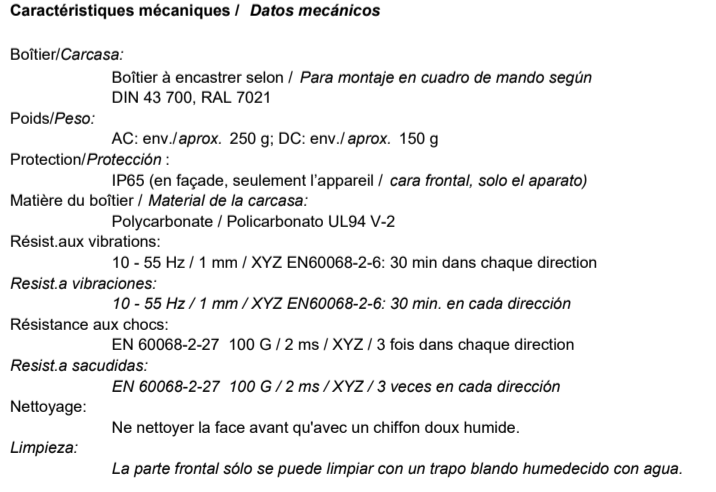 Caractéristiques mécaniques / Datos mecánicos
Boîtier/Carcasa:
Boîtier à encastrer selon / Para montaje en cuadro de mando según
DIN 43 700, RAL 7021
Poids/Peso:
AC: env./aprox. 250 g; DC: env./aprox. 150 g
Protection/Protección :
IP65 (en façade, seulement l'appareil / cara frontal, solo el aparato)
Matière du boîtier / Material de la carcasa:
Polycarbonate / Policarbonato UL94 V-2
Résist.aux vibrations:
10 - 55 Hz / 1 mm / XYZ EN60068-2-6: 30 min dans chaque direction
Resist.a vibraciones:
10 - 55 Hz / 1 mm / XYZ EN60068-2-6: 30 min. en cada dirección
Résistance aux chocs:
EN 60068-2-27 100 G / 2 ms / XYZ / 3 fois dans chaque direction
Resist.a sacudidas:
EN 60068-2-27 100 G / 2 ms / XYZ / 3 veces en cada dirección
Nettoyage:
Ne nettoyer la face avant qu'avec un chiffon doux humide.
Limpieza:
La parte frontal sólo se puede limpiar con un trapo blando humedecido con agua.